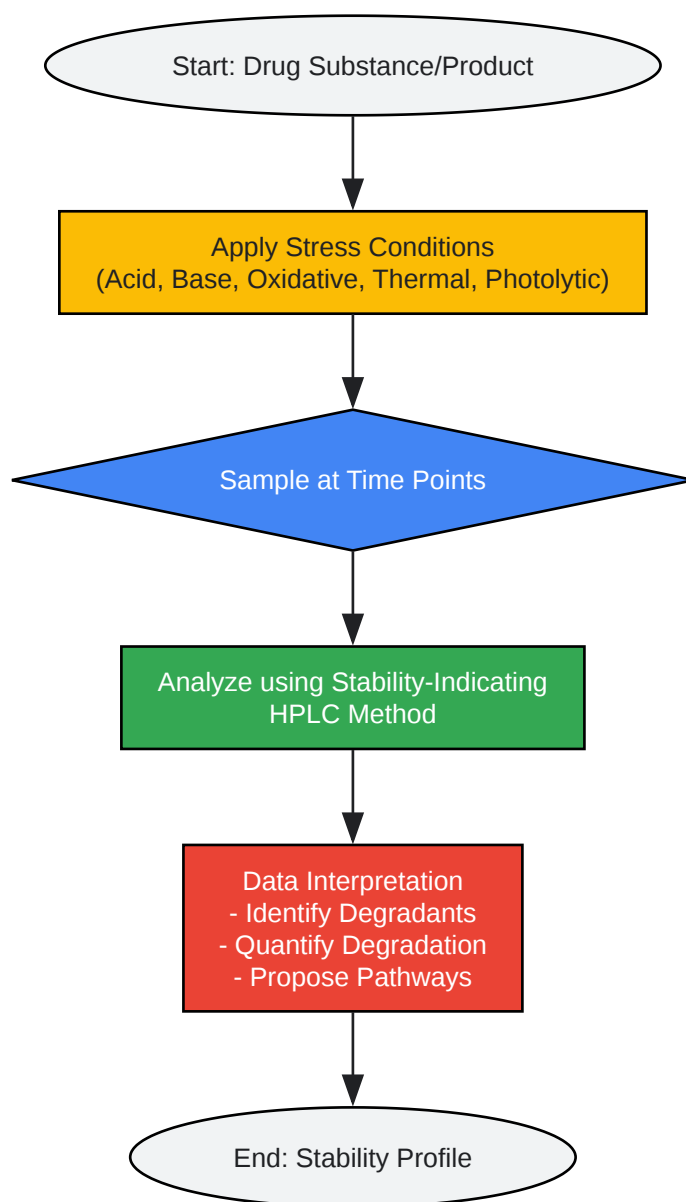 Start: Drug Substance/Product
Apply Stress Conditions
(Acid, Base, Oxidative, Thermal, Photolytic)
Sample at Time Points
Analyze using Stability-Indicating
HPLC Method
Data Interpretation
- Identify Degradants
- Quantify Degradation
- Propose Pathways
End: Stability Profile